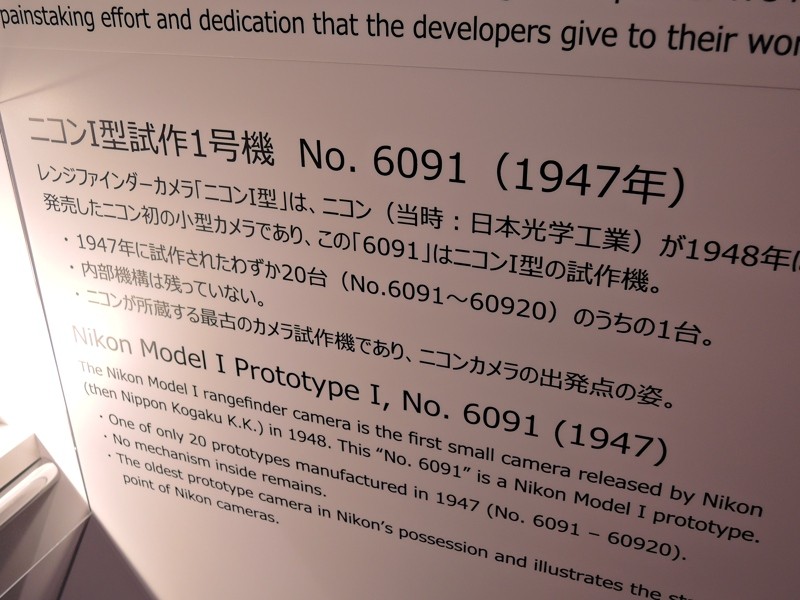 painstaking effort and dedication that the developers give to their
ニコンI型試作1号機 No. 6091（1947年）
レンジファインダーカメラ「ニコンI型」は、ニコン（当時：日本光学工業）が1948年に
発売したニコン初の小型カメラであり、この「6091」はニコンI型の試作機。
・1947年に試作されたわずか20台（No.6091～60920）のうちの1台。
・内部機構は残っていない。
・ニコンが所蔵する最古のカメラ試作機であり、ニコンカメラの出発点の姿。
Nikon Model I Prototype I, No. 6091 (1947)
The Nikon Model I rangefinder camera is the first small camera released by Nikon
(then Nippon Kogaku K.K.) in 1948. This “No. 6091” is a Nikon Model I prototype.
・One of only 20 prototypes manufactured in 1947 (No. 6091 – 60920).
・No mechanism inside remains.
・The oldest prototype camera in Nikon’s possession and illustrates the
point of Nikon cameras.